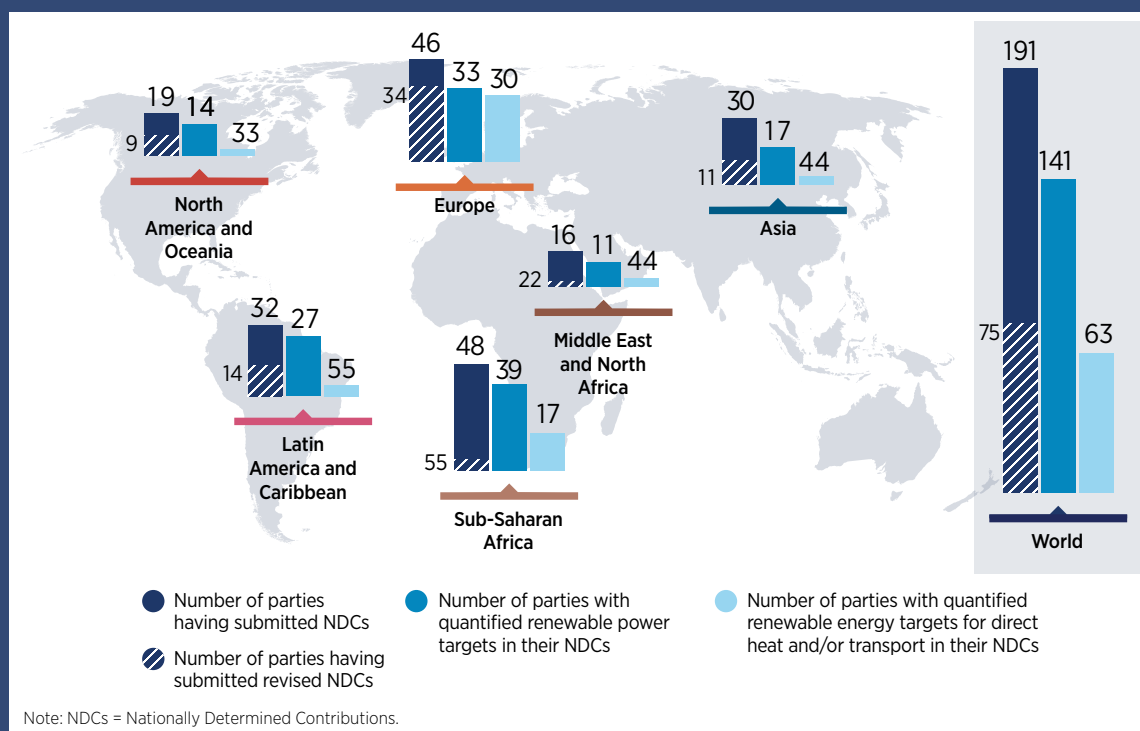 46
34
33
30
19
9
14
33
30
11
17
44
191
75
141
63
North
America and
Oceania
Europe
Asia
16
22
11
44
Middle East
and North
Africa
32
14
27
55
Latin
America and
Caribbean
48
55
39
17
Sub-Saharan
Africa
World
Number of parties
having submitted NDCs
Number of parties having
submitted revised NDCs
Number of parties with
quantified renewable power
targets in their NDCs
Number of parties with quantified
renewable energy targets for direct
heat and/or transport in their NDCs
Note: NDCs = Nationally Determined Contributions.